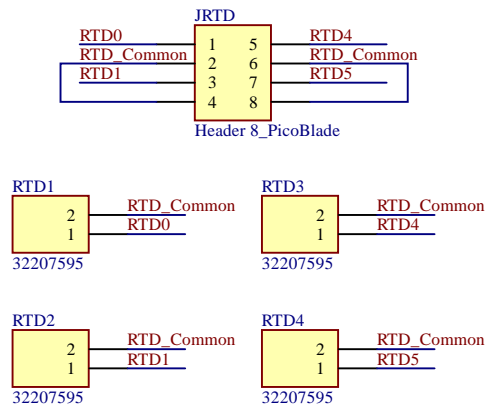 JRTD
RTD0 1 5 RTD4
RTD_Common 2 6 RTD_Common
RTD1 3 7 RTD5
4 8
Header 8_PicoBlade
RTD1 RTD3
2 RTD_Common 2 RTD_Common
1 RTD0 1 RTD4
32207595 32207595
RTD2 RTD4
2 RTD_Common 2 RTD_Common
1 RTD1 1 RTD5
32207595 32207595